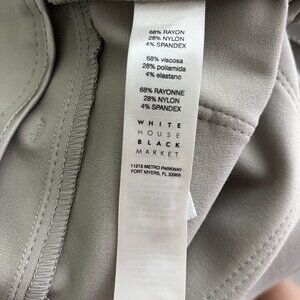 68% RAYON
28% NYLON
4% SPANDEX
68% viscosa
28% poliamida
4% elastano
68% RAYONNE
28% NYLON
4% SPANDEX
WHITE
HOUSE
BLACK
MARKET
11215 METRO PARKWAY
FORT MYERS, FL 33966